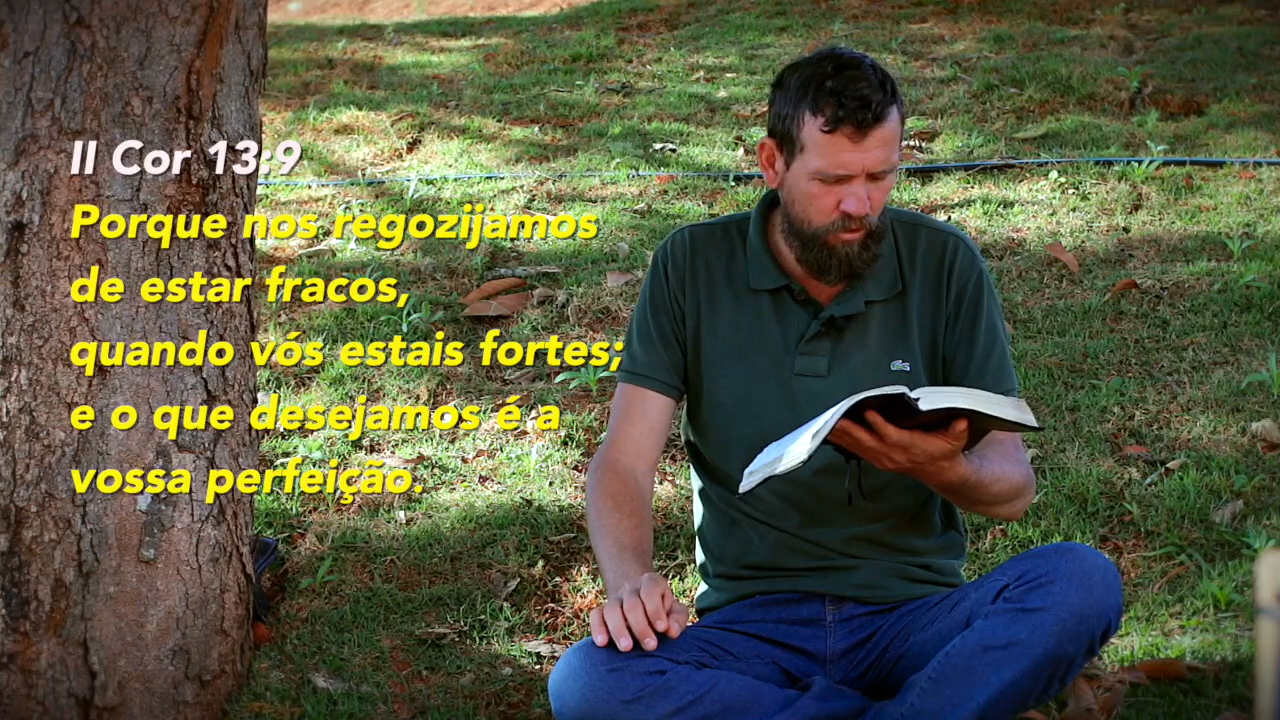 II Cor 13:9
Porque nos regozijamos
de estar fracos,
quando vós estais fortes;
e o que desejamos é a
vossa perfeição.